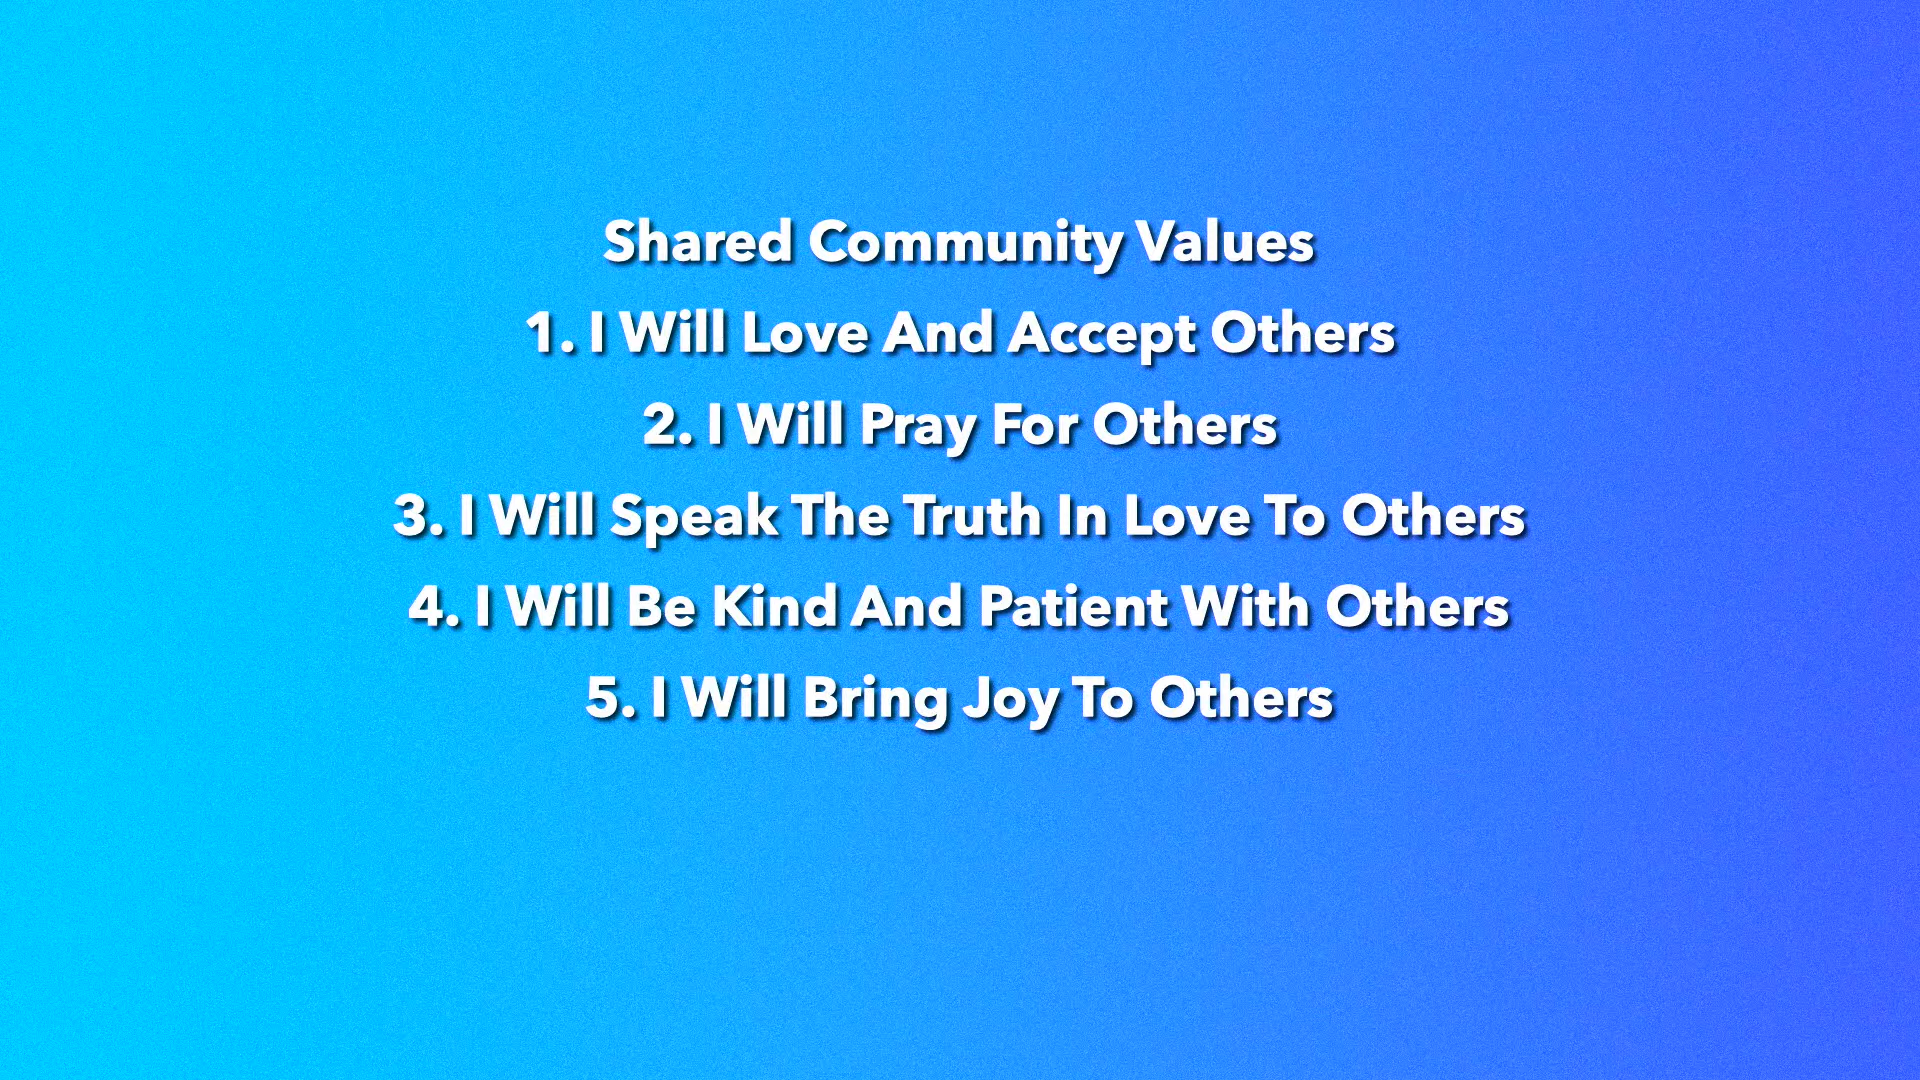 Shared Community Values
1. I Will Love And Accept Others
2. I Will Pray For Others
3. I Will Speak The Truth In Love To Others
4. I Will Be Kind And Patient With Others
5. I Will Bring Joy To Others